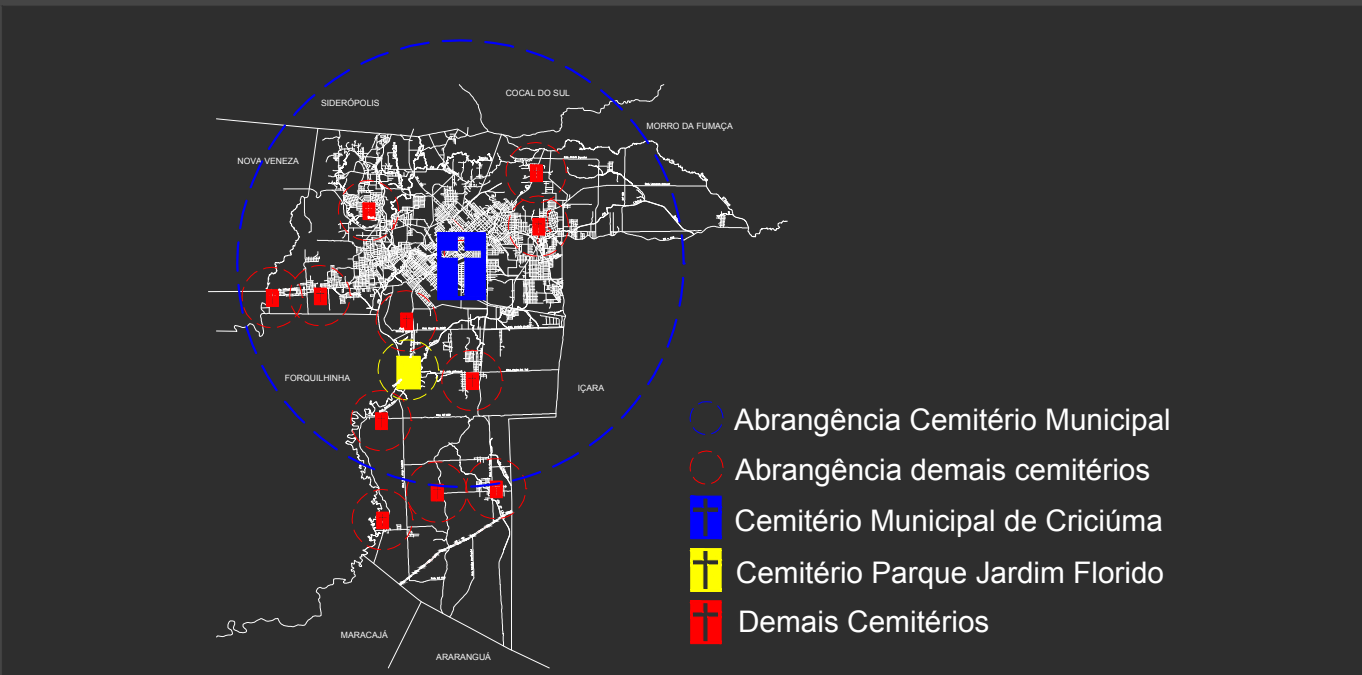 COCAL DO SUL
SIDERÓPOLIS
MORRO DA FUMAÇA
NOVA VENEZA
FORQUILHINHA
IÇARA
MARACAJÁ
ARARANGUÁ
Abrangência Cemitério Municipal
Abrangência demais cemitérios
Cemitério Municipal de Criciúma
Cemitério Parque Jardim Florido
Demais Cemitérios